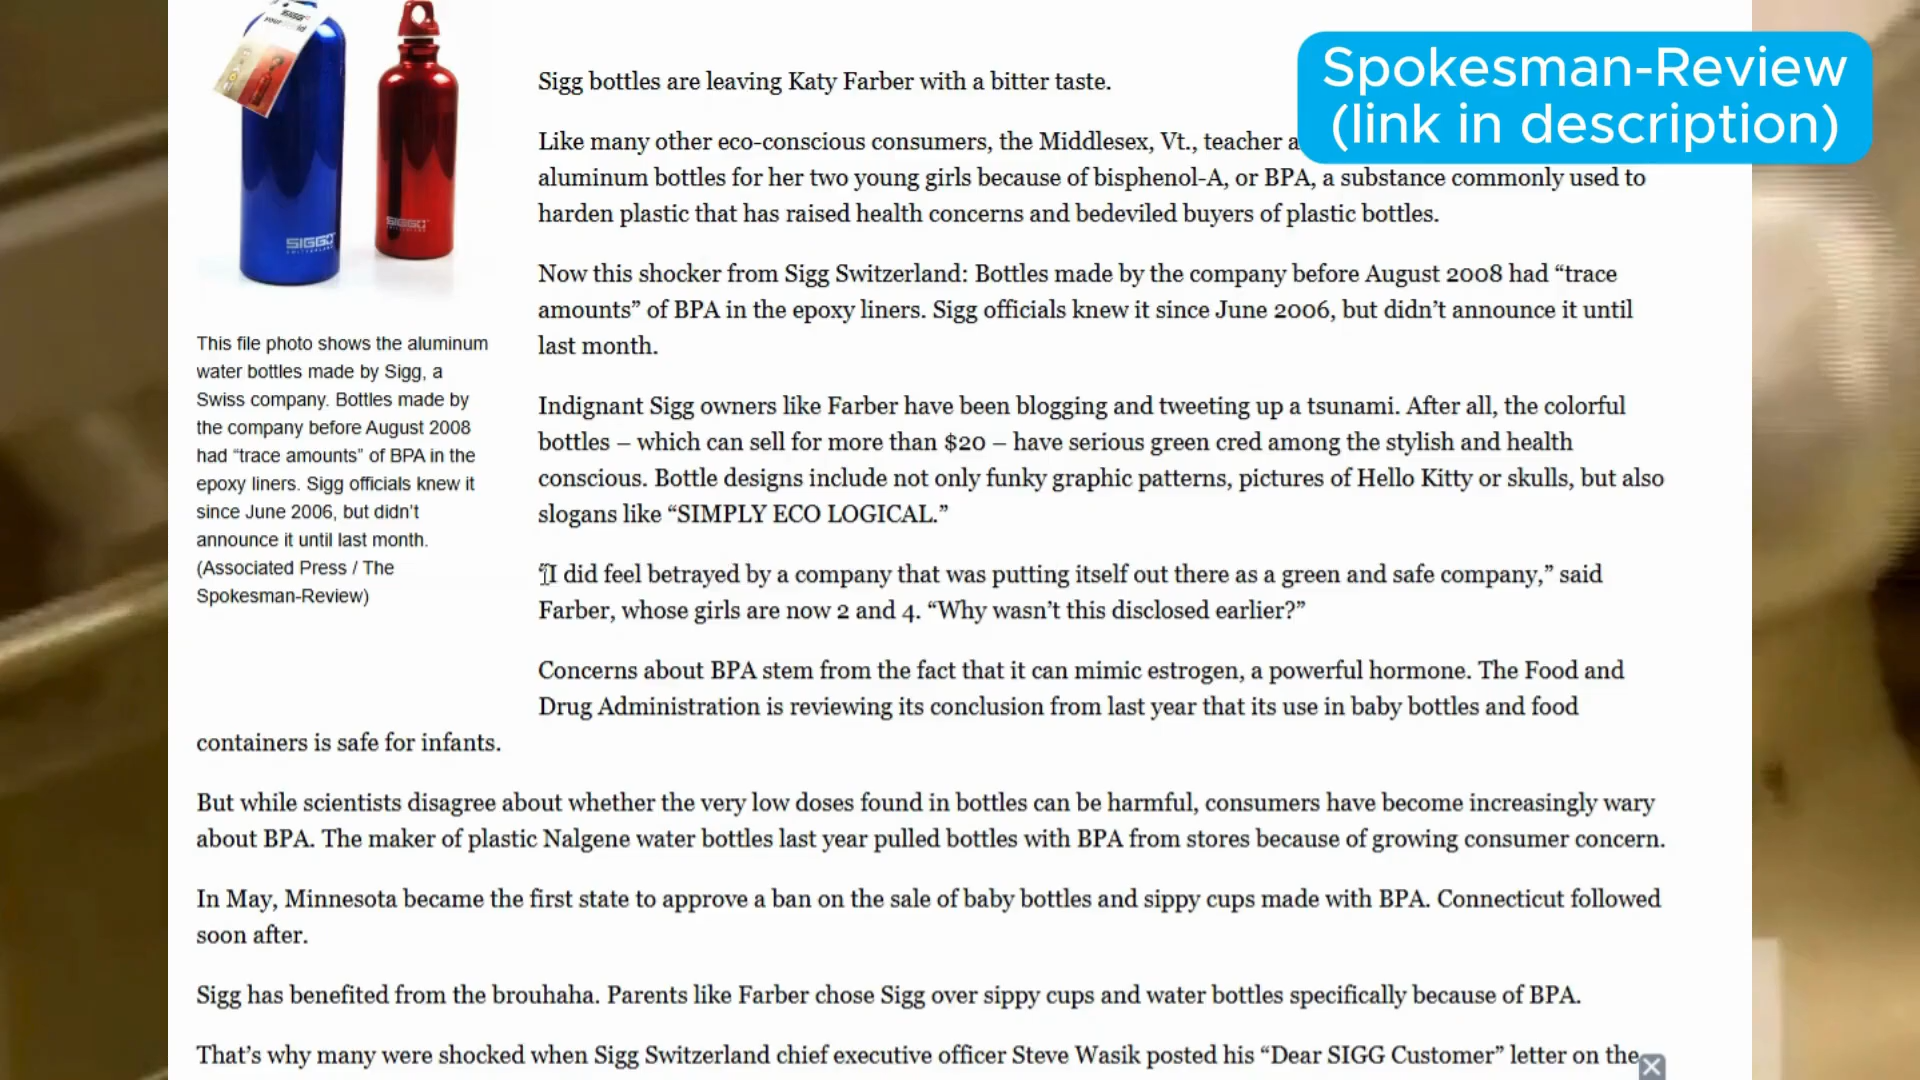 SIGG
SIGG
SWITZERLAND
SIGG
Spokesman-Review
(link in description)
Sigg bottles are leaving Katy Farber with a bitter taste.
Like many other eco-conscious consumers, the Middlesex, Vt., teacher a
aluminum bottles for her two young girls because of bisphenol-A, or BPA, a substance commonly used to
harden plastic that has raised health concerns and bedeviled buyers of plastic bottles.
Now this shocker from Sigg Switzerland: Bottles made by the company before August 2008 had “trace
amounts” of BPA in the epoxy liners. Sigg officials knew it since June 2006, but didn’t announce it until
last month.
This file photo shows the aluminum
water bottles made by Sigg, a
Swiss company. Bottles made by
the company before August 2008
had “trace amounts” of BPA in the
epoxy liners. Sigg officials knew it
since June 2006, but didn’t
announce it until last month.
(Associated Press / The
Spokesman-Review)
Indignant Sigg owners like Farber have been blogging and tweeting up a tsunami. After all, the colorful
bottles – which can sell for more than $20 – have serious green cred among the stylish and health
conscious. Bottle designs include not only funky graphic patterns, pictures of Hello Kitty or skulls, but also
slogans like “SIMPLY ECO LOGICAL.”
“I did feel betrayed by a company that was putting itself out there as a green and safe company,” said
Farber, whose girls are now 2 and 4. “Why wasn’t this disclosed earlier?”
Concerns about BPA stem from the fact that it can mimic estrogen, a powerful hormone. The Food and
Drug Administration is reviewing its conclusion from last year that its use in baby bottles and food
containers is safe for infants.
But while scientists disagree about whether the very low doses found in bottles can be harmful, consumers have become increasingly wary
about BPA. The maker of plastic Nalgene water bottles last year pulled bottles with BPA from stores because of growing consumer concern.
In May, Minnesota became the first state to approve a ban on the sale of baby bottles and sippy cups made with BPA. Connecticut followed
soon after.
Sigg has benefited from the brouhaha. Parents like Farber chose Sigg over sippy cups and water bottles specifically because of BPA.
That’s why many were shocked when Sigg Switzerland chief executive officer Steve Wasik posted his “Dear SIGG Customer” letter on the